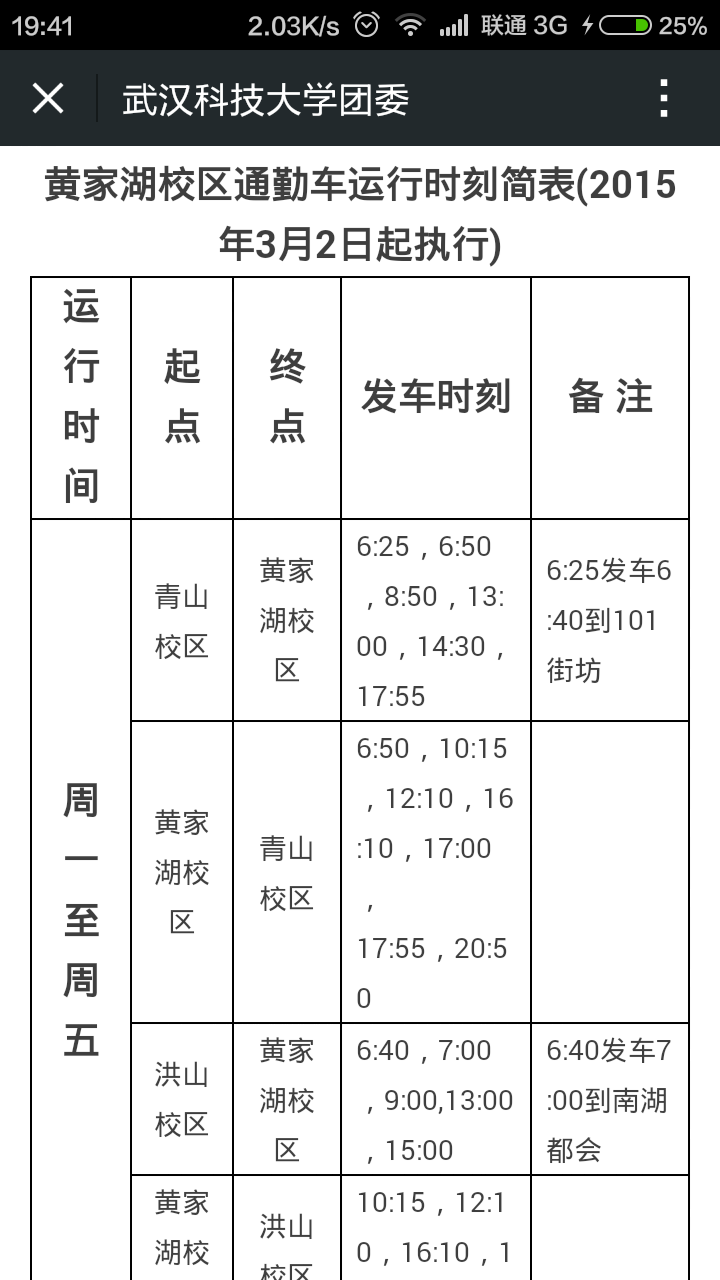 19:41 2.03K/s 联通 3G 25%
武汉科技大学团委
黄家湖校区通勤车运行时刻简表(2015
年3月2日起执行)
运
行
时
间
起
点
终
点
发车时刻
备 注
周
一
至
周
五
青山
校区
黄家
湖校
区
6:25，6:50
，8:50，13:
00，14:30，
17:55
6:25发车6
:40到101
街坊
黄家
湖校
区
青山
校区
6:50，10:15
，12:10，16
:10，17:00
，
17:55，20:5
0
洪山
校区
黄家
湖校
区
6:40，7:00
，9:00,13:00
，15:00
6:40发车7
:00到南湖
都会
黄家
湖校
洪山
校区
10:15，12:1
0，16:10，1